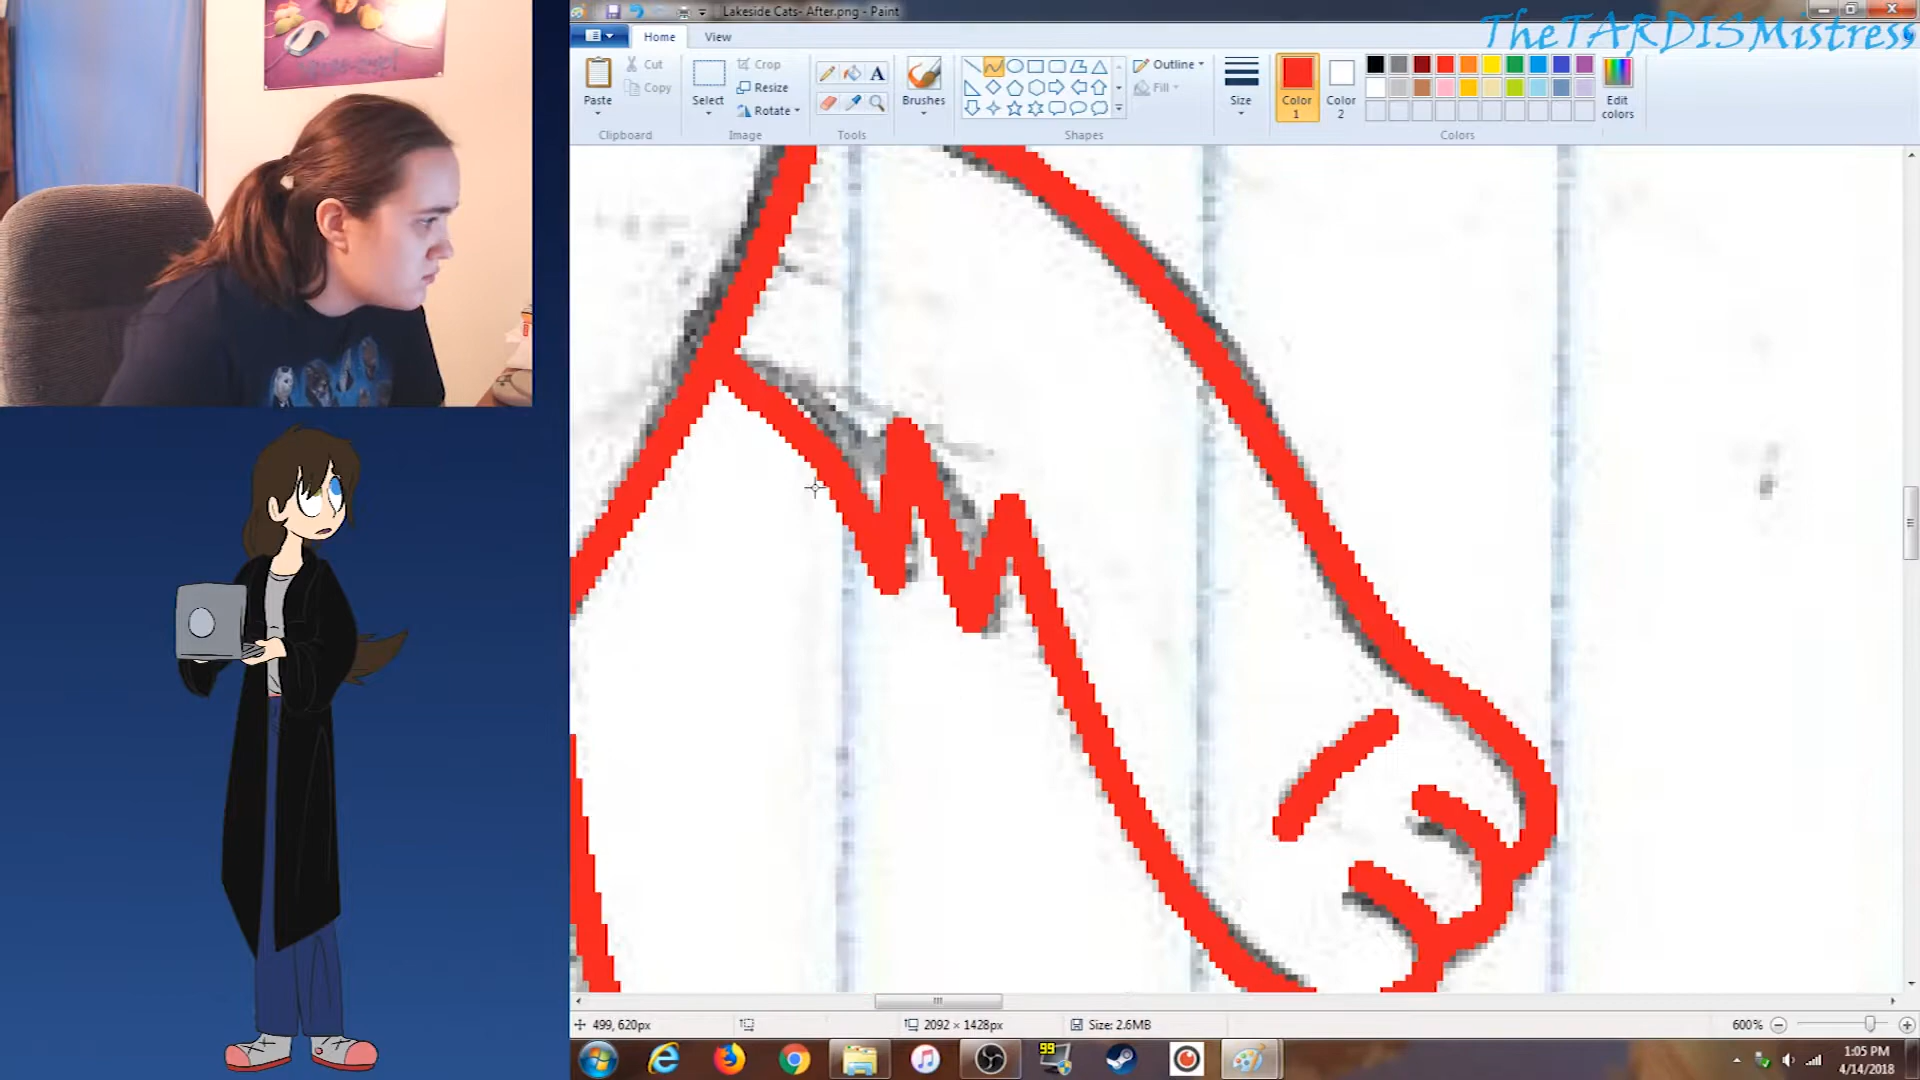 Lakeside Cats- After.png - Paint
TheTARDISMistress
Home View
Cut
Copy
Paste
Clipboard
Select
Crop
Resize
Rotate
Image
A
Tools
Brushes
Shapes
Outline
Fill
Size
Color 1
Color 2
Edit colors
Colors
499, 620px
2092 × 1428px
Size: 2.6MB
600%
99
1:05 PM
4/14/2018